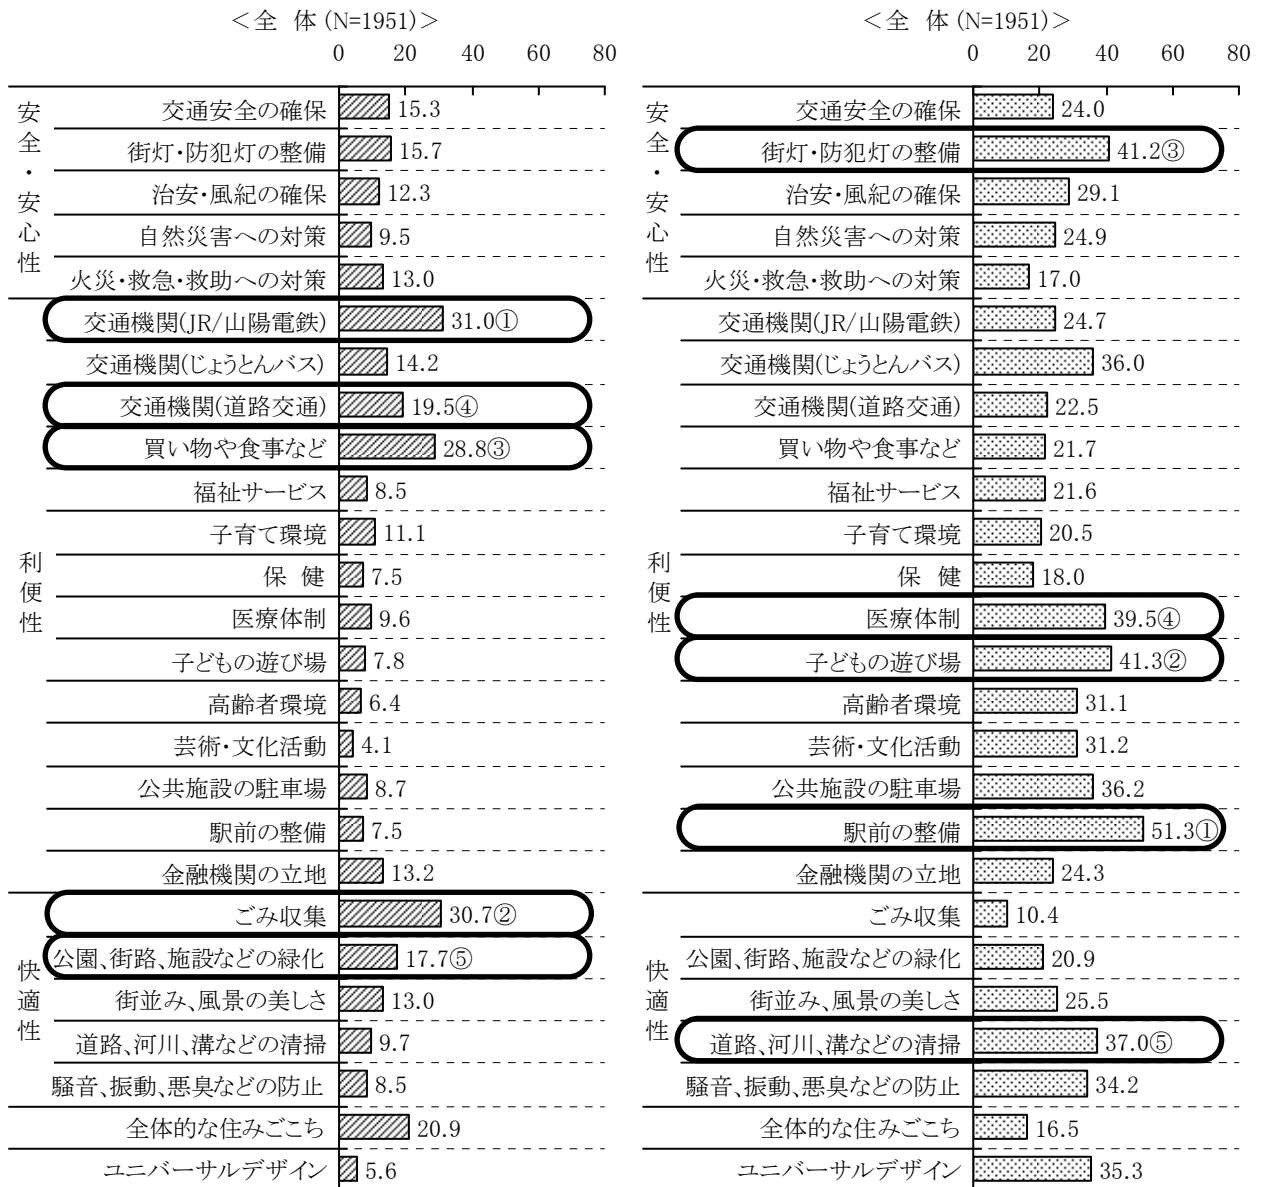 ＜全 体 (N=1951)＞
0 20 40 60 80
安全・安心性
交通安全の確保 15.3
街灯・防犯灯の整備 15.7
治安・風紀の確保 12.3
自然災害への対策 9.5
火災・救急・救助への対策 13.0
利便性
交通機関(JR/山陽電鉄) 31.0①
交通機関(じょうとんバス) 14.2
交通機関(道路交通) 19.5④
買い物や食事など 28.8③
福祉サービス 8.5
子育て環境 11.1
保 健 7.5
医療体制 9.6
子どもの遊び場 7.8
高齢者環境 6.4
芸術・文化活動 4.1
公共施設の駐車場 8.7
駅前の整備 7.5
金融機関の立地 13.2
快適性
ごみ収集 30.7②
公園、街路、施設などの緑化 17.7⑤
街並み、風景の美しさ 13.0
道路、河川、溝などの清掃 9.7
騒音、振動、悪臭などの防止 8.5
全体的な住みごこち 20.9
ユニバーサルデザイン 5.6
＜全 体 (N=1951)＞
0 20 40 60 80
安全・安心性
交通安全の確保 24.0
街灯・防犯灯の整備 41.2③
治安・風紀の確保 29.1
自然災害への対策 24.9
火災・救急・救助への対策 17.0
利便性
交通機関(JR/山陽電鉄) 24.7
交通機関(じょうとんバス) 36.0
交通機関(道路交通) 22.5
買い物や食事など 21.7
福祉サービス 21.6
子育て環境 20.5
保 健 18.0
医療体制 39.5④
子どもの遊び場 41.3②
高齢者環境 31.1
芸術・文化活動 31.2
公共施設の駐車場 36.2
駅前の整備 51.3①
金融機関の立地 24.3
快適性
ごみ収集 10.4
公園、街路、施設などの緑化 20.9
街並み、風景の美しさ 25.5
道路、河川、溝などの清掃 37.0⑤
騒音、振動、悪臭などの防止 34.2
全体的な住みごこち 16.5
ユニバーサルデザイン 35.3